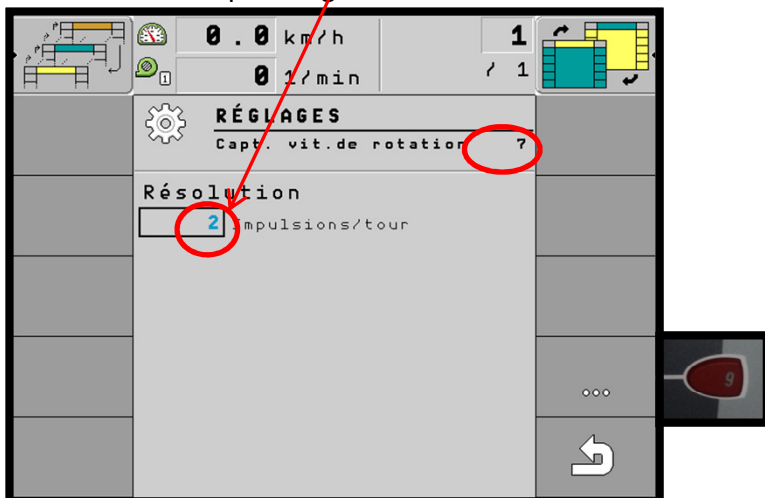 0.0 km/h 1
1 0 1/min / 1
RÉGLAGES
Capt. vit.de rotation 7
Résolution
2 Impulsions/tour
...
9